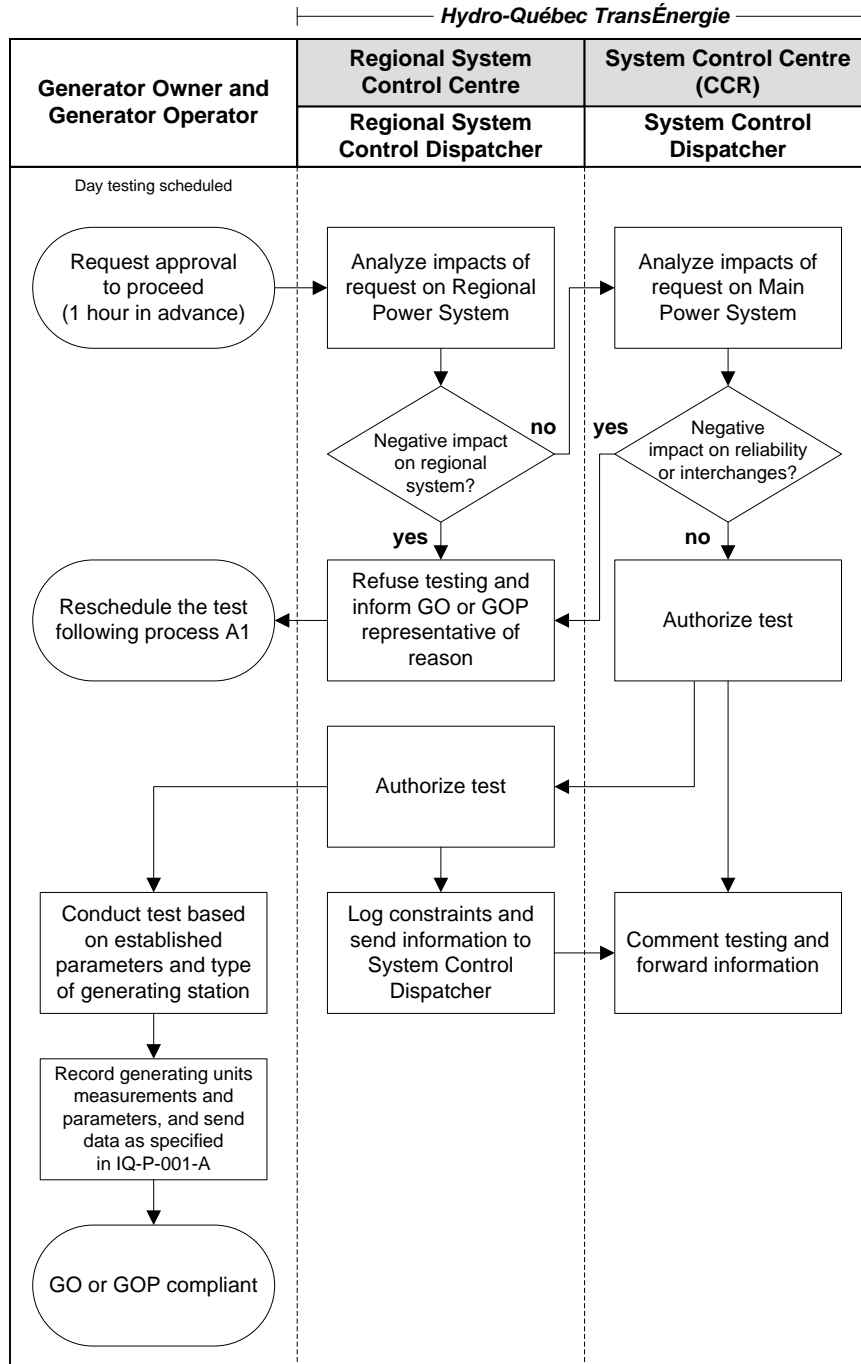 Hydro-Québec TransÉnergie
Generator Owner and
Generator Operator
Regional System
Control Centre
System Control Centre
(CCR)
Regional System
Control Dispatcher
System Control
Dispatcher
Day testing scheduled
Request approval
to proceed
(1 hour in advance)
Analyze impacts of
request on Regional
Power System
Analyze impacts of
request on Main
Power System
Negative impact
on regional
system?
no
yes
Negative
impact on reliability
or interchanges?
yes
no
Reschedule the test
following process A1
Refuse testing and
inform GO or GOP
representative of
reason
Authorize test
Authorize test
Conduct test based
on established
parameters and type
of generating station
Log constraints and
send information to
System Control
Dispatcher
Comment testing and
forward information
Record generating units
measurements and
parameters, and send
data as specified
in IQ-P-001-A
GO or GOP compliant